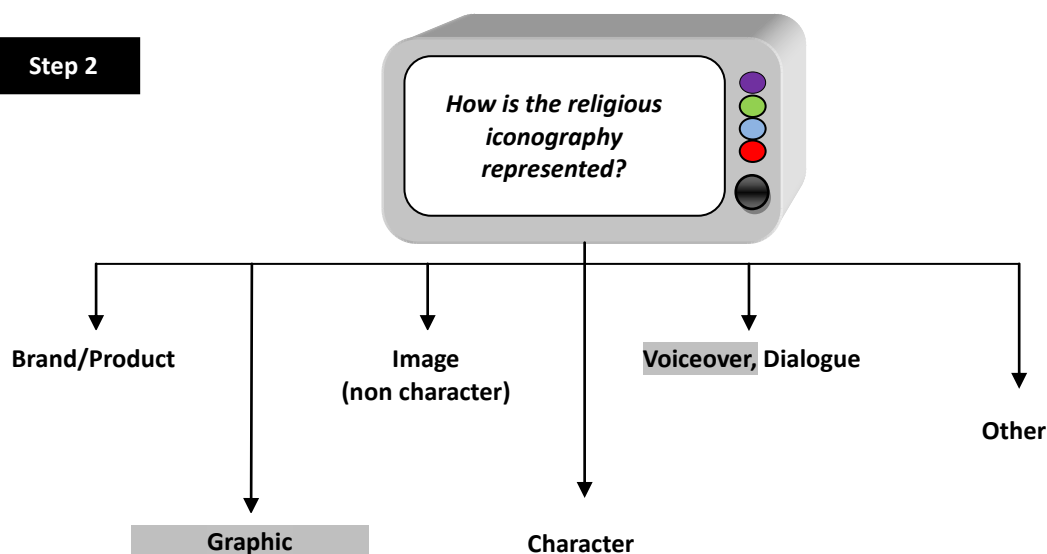 Step 2
How is the religious
iconography
represented?
Brand/Product
Image
(non character)
Voiceover, Dialogue
Other
Graphic
Character